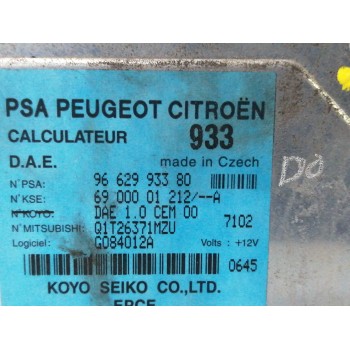 PSA PEUGEOT CITROËN
CALCULATEUR 933
D.A.E. made in Czech
N° PSA: 96 629 933 80
N° KSE: 69 000 01 212/--A
N° KOYO: DAE 1.0 CEM 00
N° MITSUBISHI: Q1T26371MZU 7102
Logiciel: G084012A Volts : +12V
0645
KOYO SEIKO CO.,LTD.
EPCE
DO